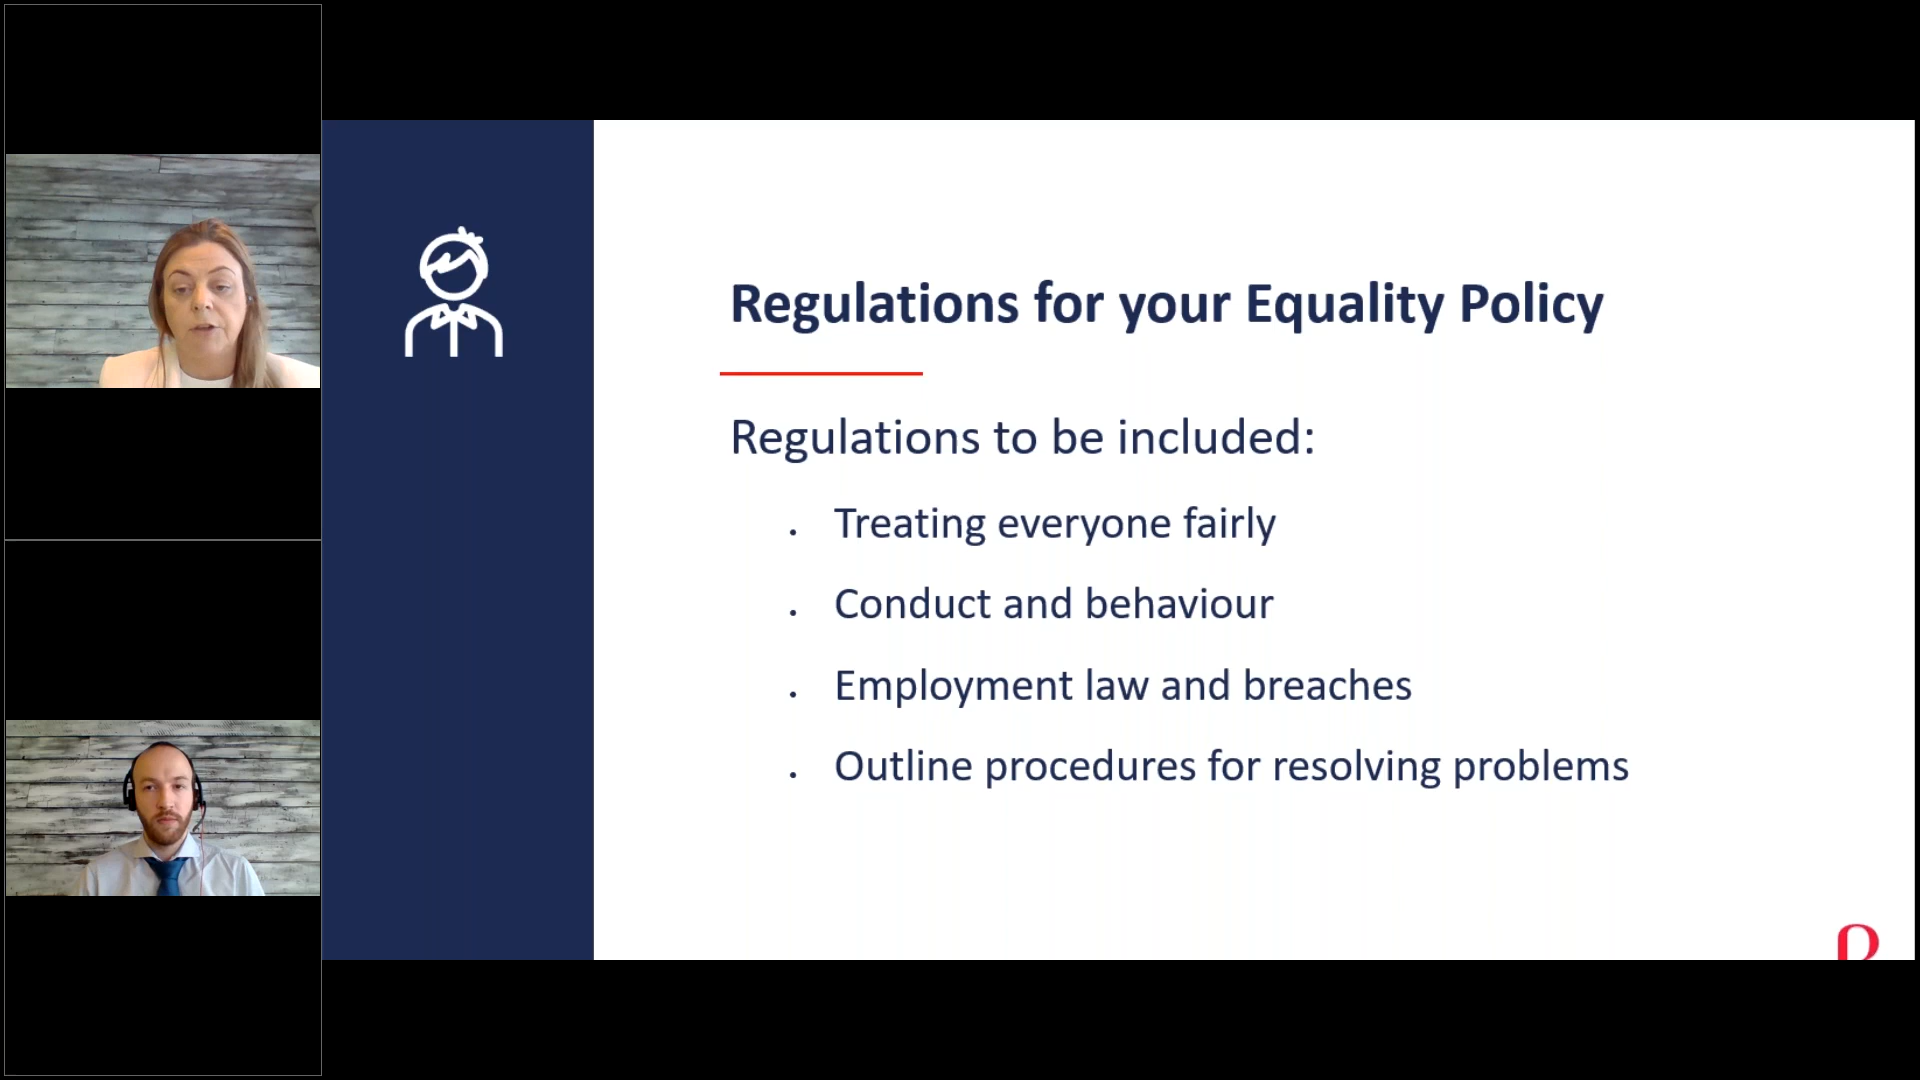 Regulations for your Equality Policy
Regulations to be included:
. Treating everyone fairly
. Conduct and behaviour
. Employment law and breaches
. Outline procedures for resolving problems